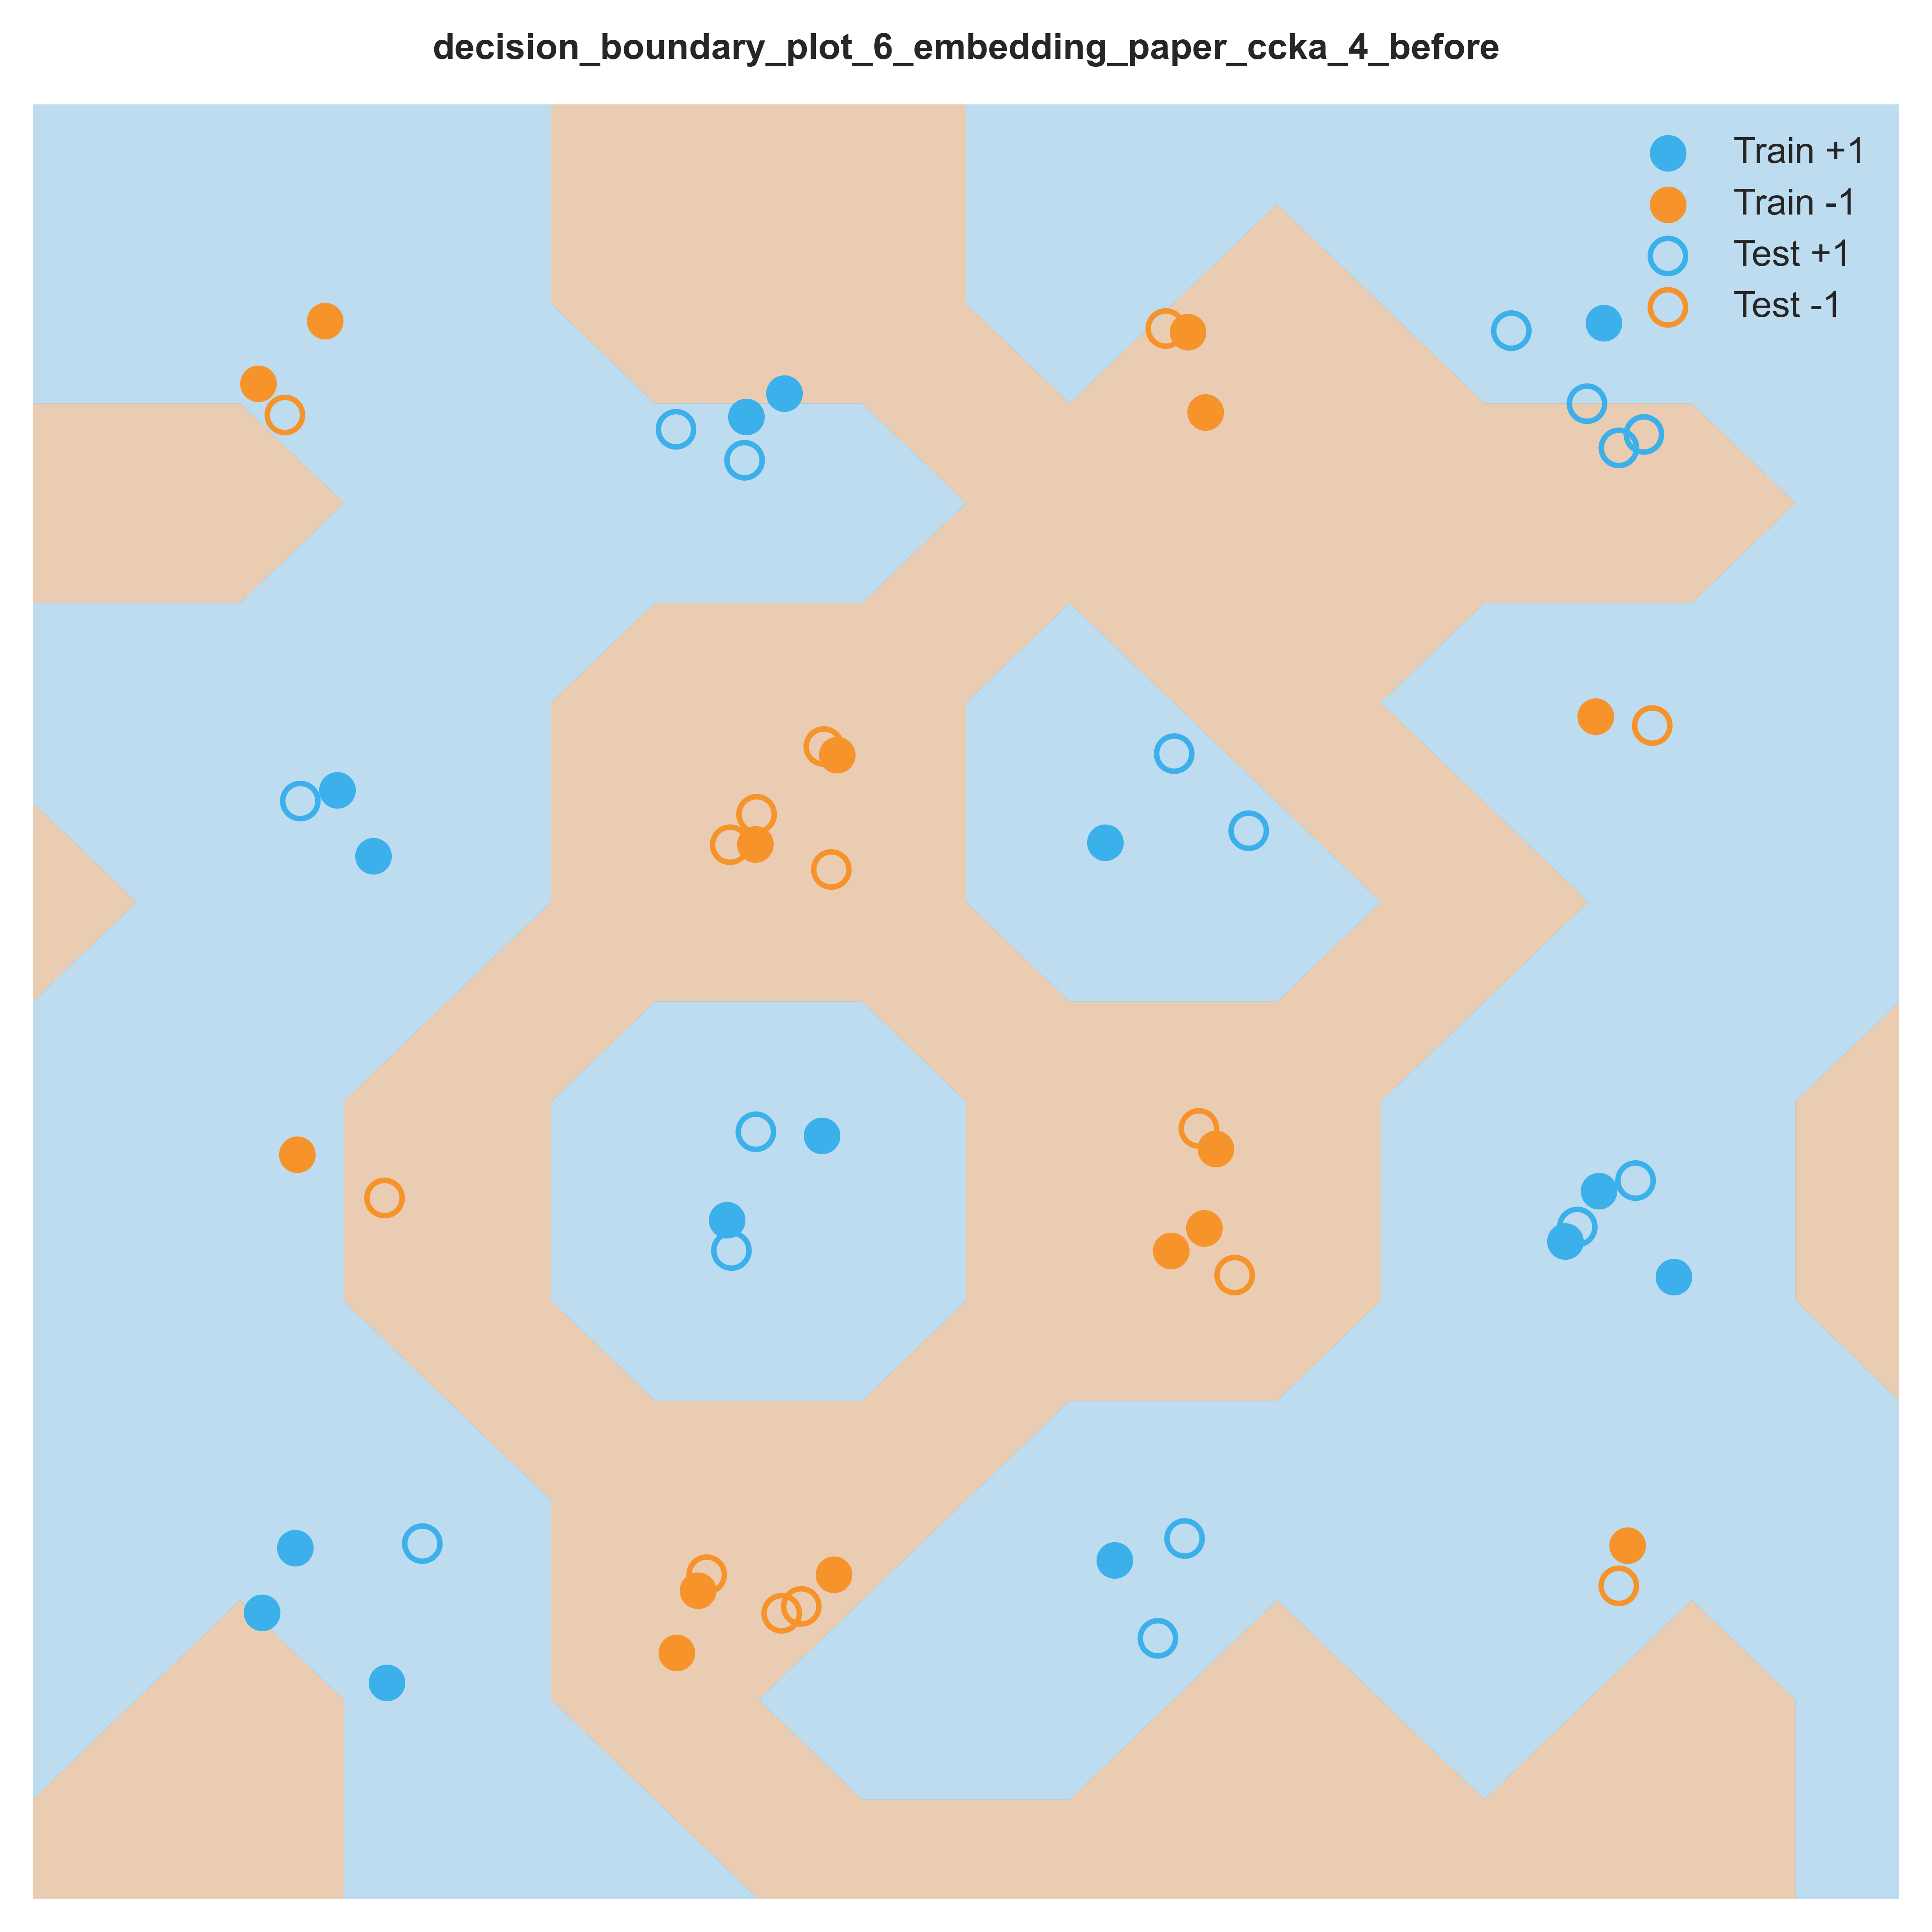 decision_boundary_plot_6_embedding_paper_ccka_4_before
Train +1
Train -1
Test +1
Test -1